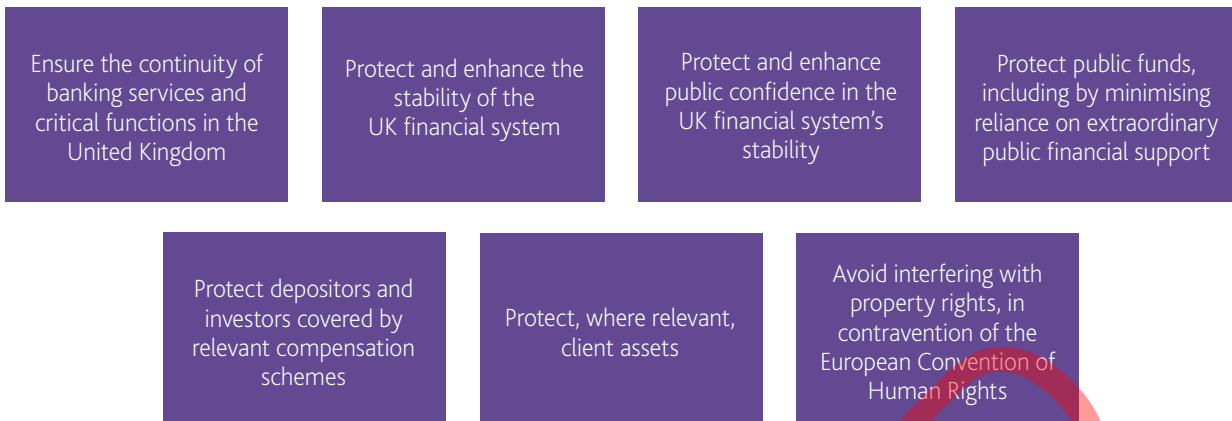 Ensure the continuity of
banking services and
critical functions in the
United Kingdom
Protect and enhance the
stability of the
UK financial system
Protect and enhance
public confidence in the
UK financial system's
stability
Protect public funds,
including by minimising
reliance on extraordinary
public financial support
Protect depositors and
investors covered by
relevant compensation
schemes
Protect, where relevant,
client assets
Avoid interfering with
property rights, in
contravention of the
European Convention of
Human Rights